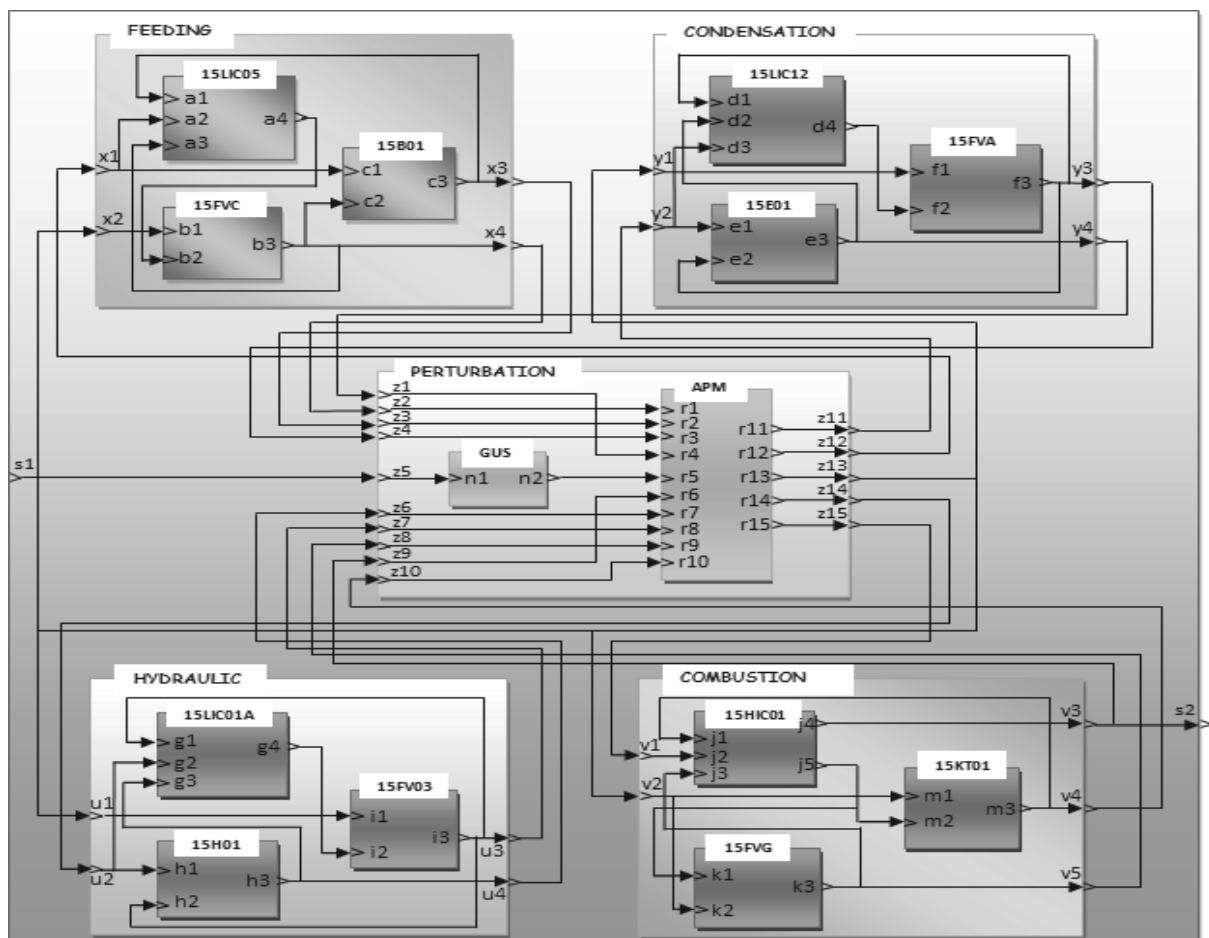 FEEDING
15LIC05
a1
a2
a3
a4
15B01
c1
c2
c3
15FVC
b1
b2
b3
x1
x2
x3
x4
CONDENSATION
15LIC12
d1
d2
d3
d4
15FVA
f1
f2
f3
15E01
e1
e2
e3
y1
y2
y3
y4
PERTURBATION
z1
z2
z3
z4
z5
z6
z7
z8
z9
z10
GUS
n1
n2
APM
r1
r2
r3
r4
r5
r6
r7
r8
r9
r10
r11
r12
r13
r14
r15
z11
z12
z13
z14
z15
s1
HYDRAULIC
15LIC01A
g1
g2
g3
g4
15FV03
i1
i2
i3
15H01
h1
h2
h3
u1
u2
u3
u4
COMBUSTION
15HIC01
j1
j2
j3
j4
j5
15KT01
m1
m2
m3
15FVG
k1
k2
k3
v1
v2
v3
v4
v5
s2